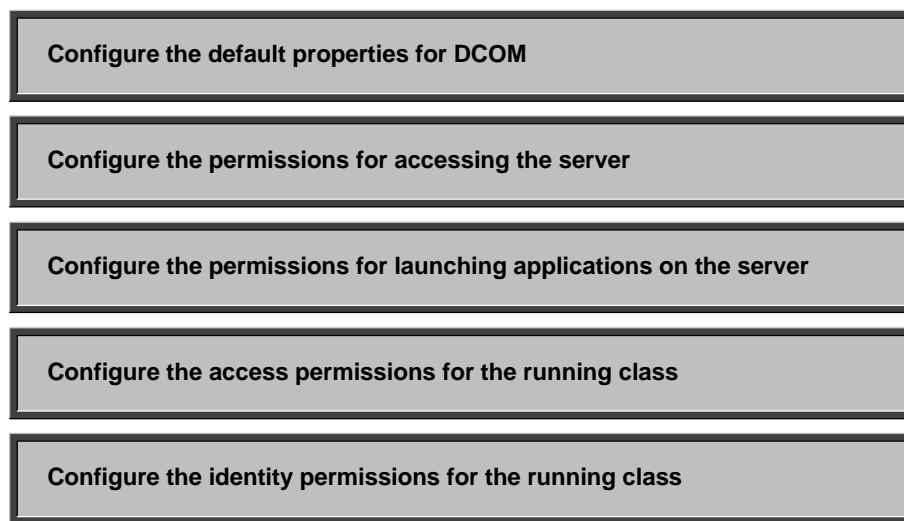 Configure the default properties for DCOM
Configure the permissions for accessing the server
Configure the permissions for launching applications on the server
Configure the access permissions for the running class
Configure the identity permissions for the running class